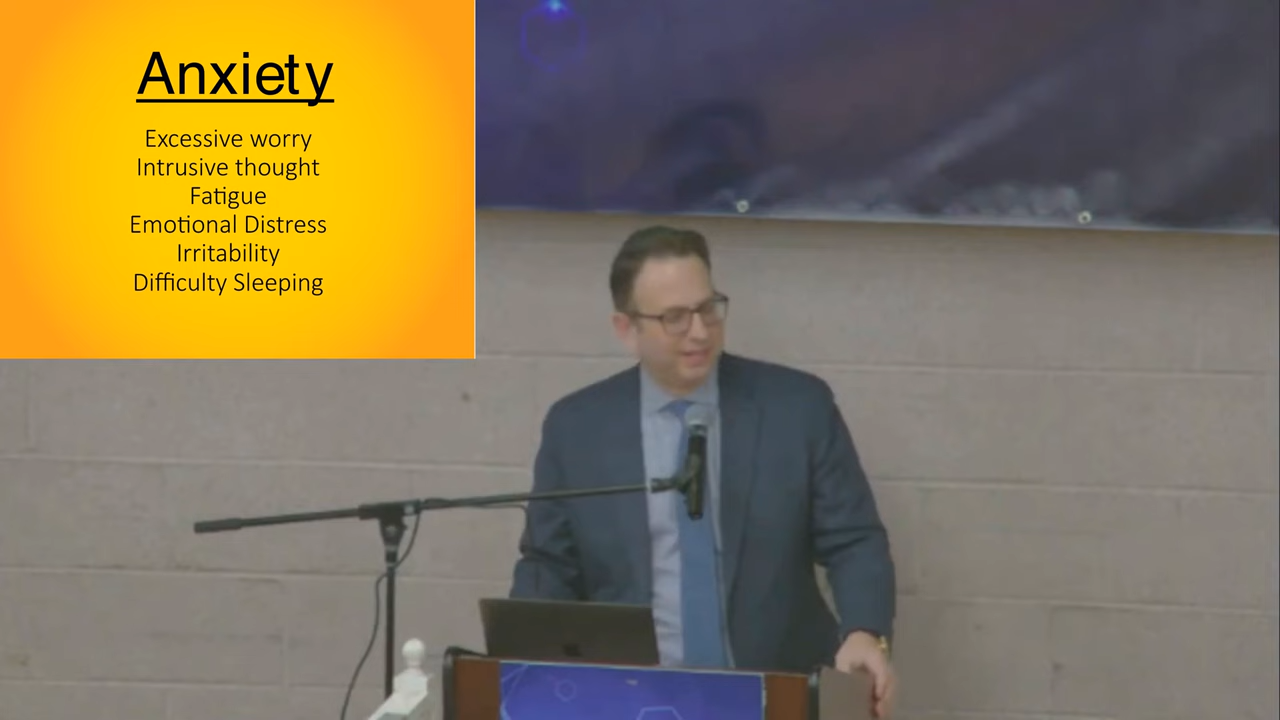 Anxiety
Excessive worry
Intrusive thought
Fatigue
Emotional Distress
Irritability
Difficulty Sleeping